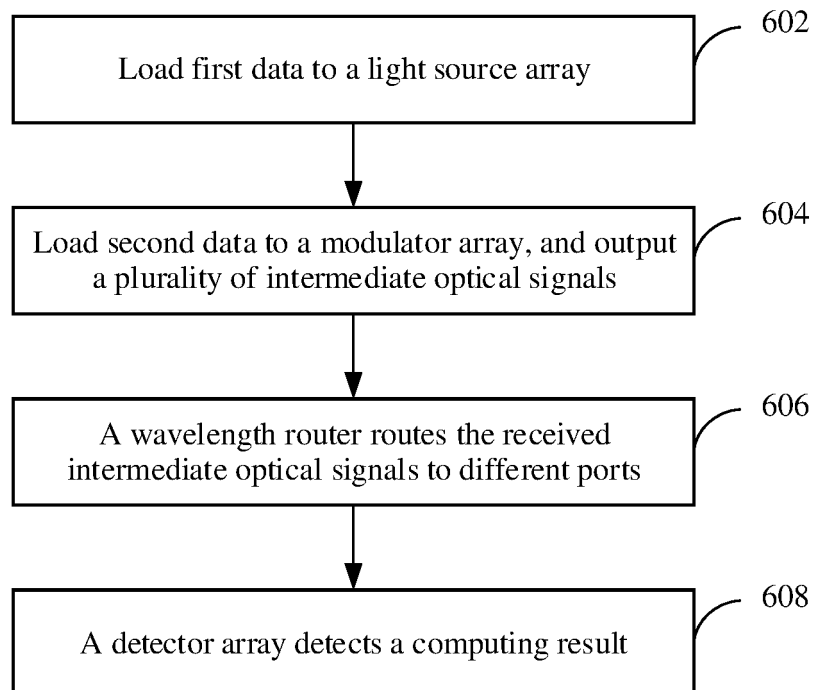 602
Load first data to a light source array
604
Load second data to a modulator array, and output
a plurality of intermediate optical signals
606
A wavelength router routes the received
intermediate optical signals to different ports
608
A detector array detects a computing result